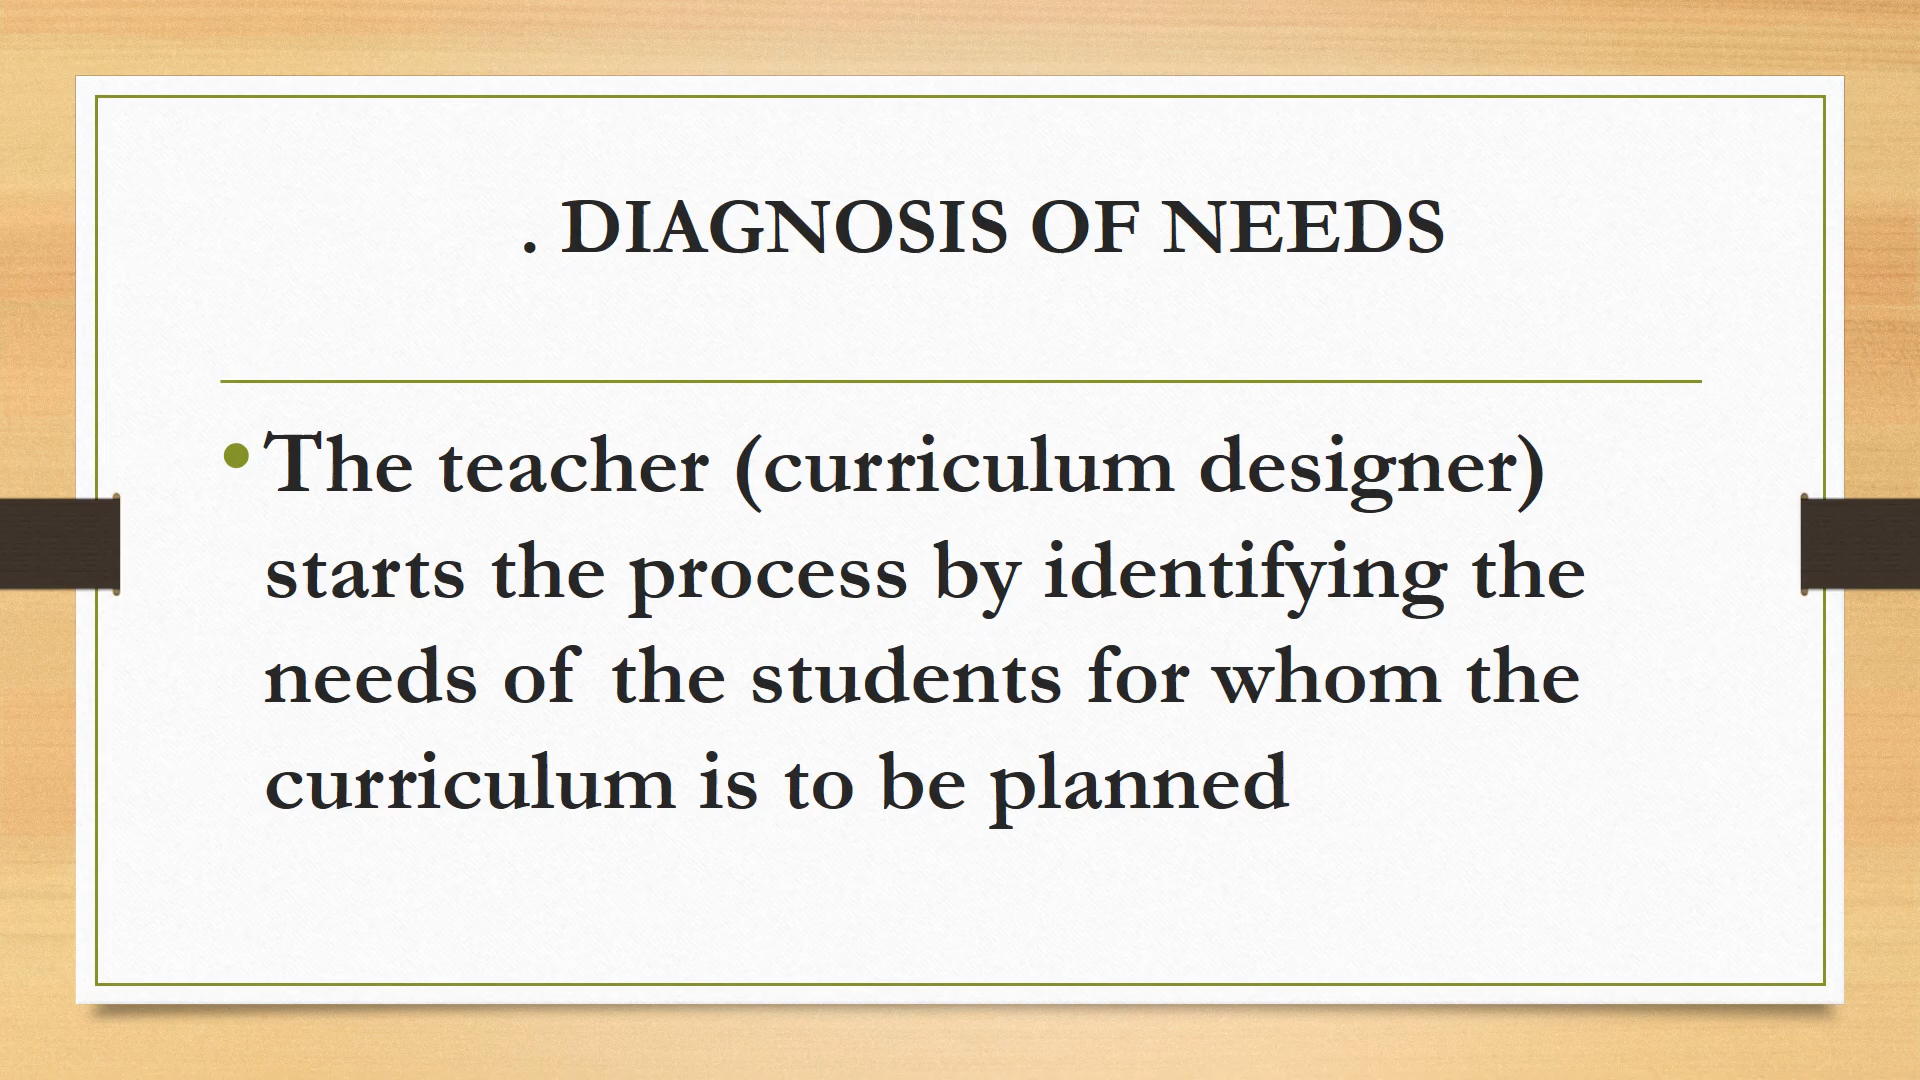 . DIAGNOSIS OF NEEDS
• The teacher (curriculum designer)
starts the process by identifying the
needs of the students for whom the
curriculum is to be planned